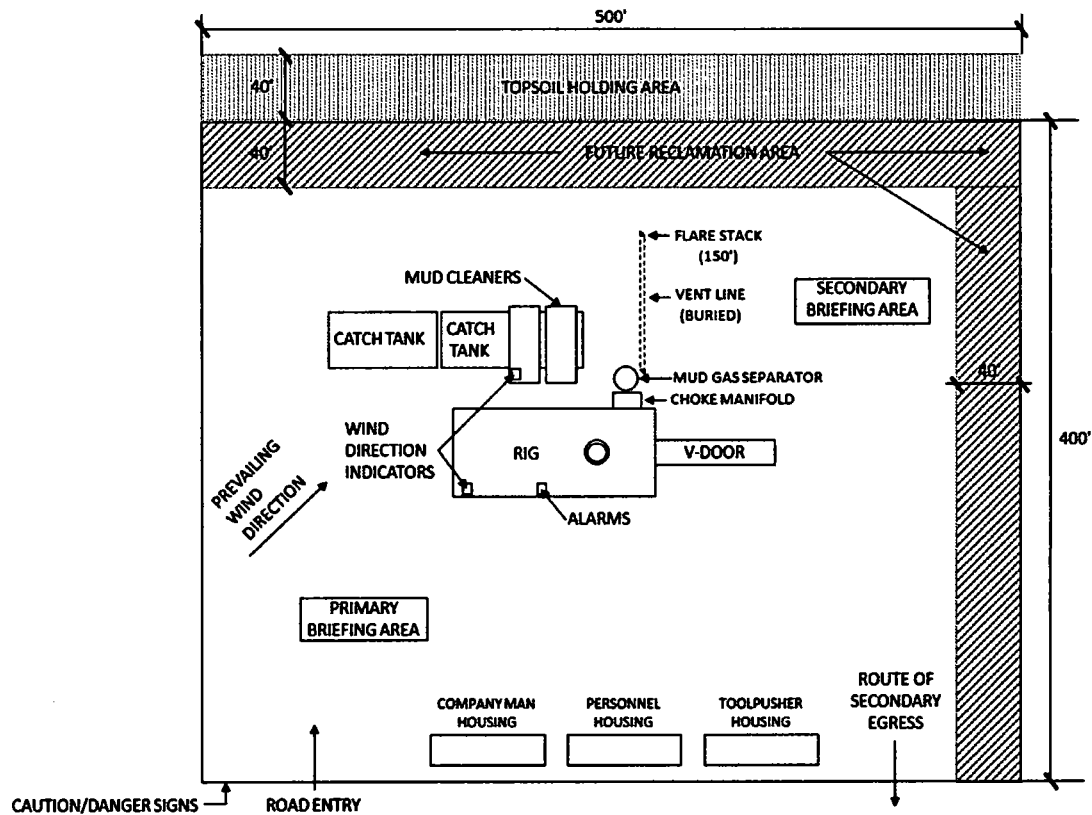 500'
40'
TOPSOIL HOLDING AREA
40'
FUTURE RECLAMATION AREA
FLARE STACK
(150')
MUD CLEANERS
SECONDARY
BRIEFING AREA
VENT LINE
(BURIED)
CATCH TANK
CATCH
TANK
MUD GAS SEPARATOR
40'
CHOKE MANIFOLD
400'
WIND
DIRECTION
INDICATORS
RIG
V-DOOR
PREVAILING
WIND
DIRECTION
ALARMS
PRIMARY
BRIEFING AREA
ROUTE OF
SECONDARY
EGRESS
COMPANY MAN
HOUSING
PERSONNEL
HOUSING
TOOLPUSHER
HOUSING
CAUTION/DANGER SIGNS
ROAD ENTRY